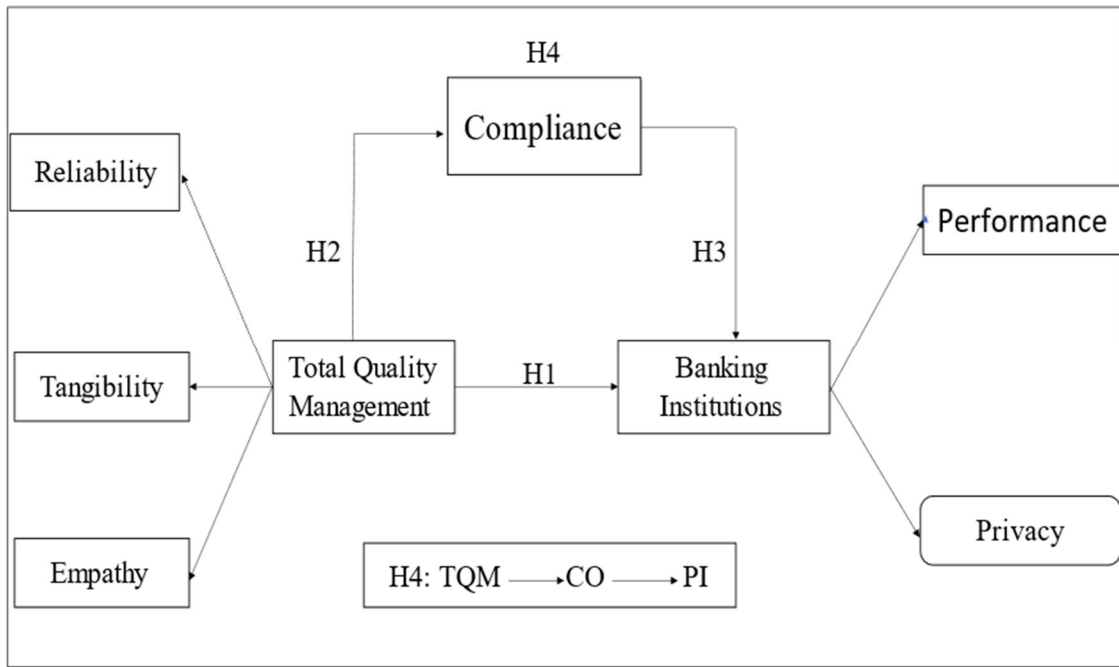 H4
Compliance
Reliability
Performance
H2
H3
Tangibility
Total Quality
Management
H1
Banking
Institutions
Empathy
Privacy
H4: TQM CO PI